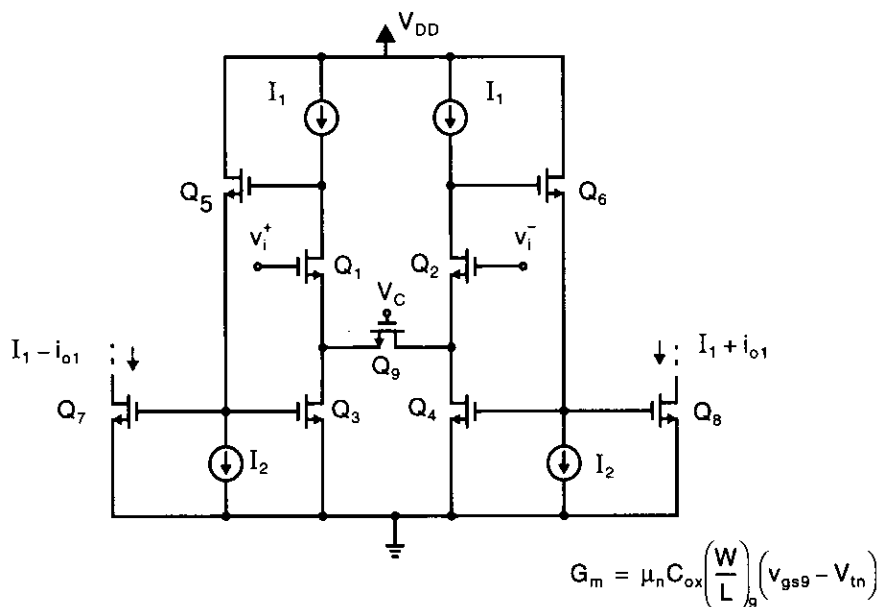 V_DD
I_1
I_1
Q_5
Q_6
v_i^+
Q_1
Q_2
v_i^-
V_C
Q_9
I_1 - i_o1
I_1 + i_o1
Q_7
Q_3
Q_4
Q_8
I_2
I_2
G_m = μ_n C_ox (W/L)_9 (v_gs9 - V_tn)